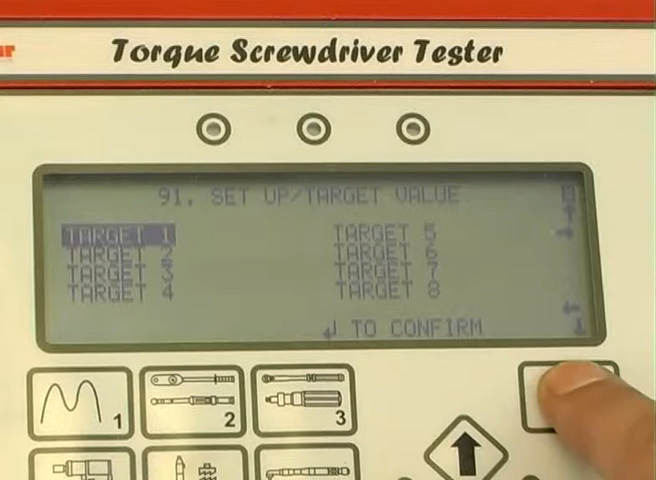 Torque Screwdriver Tester
91. SET UP/TARGET VALUE
TARGET 1 TARGET 5
TARGET 2 TARGET 6
TARGET 3 TARGET 7
TARGET 4 TARGET 8
↲ TO CONFIRM
1 2 3